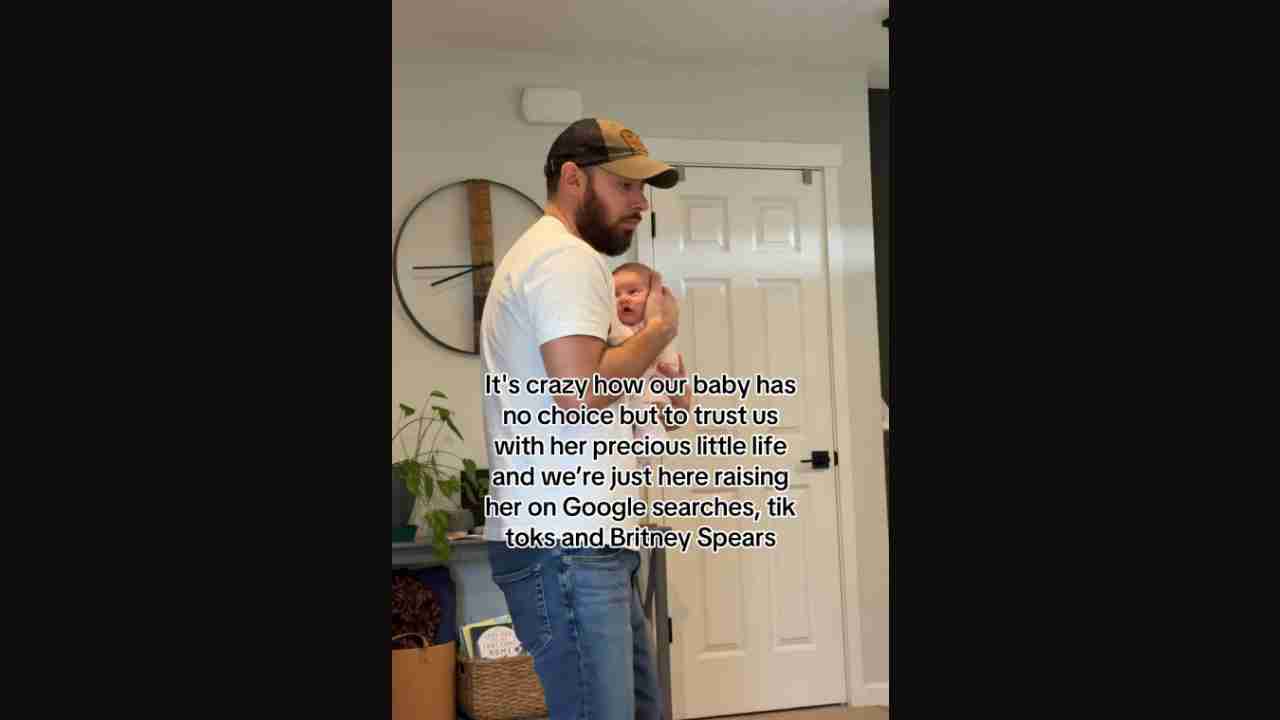 It's crazy how our baby has
no choice but to trust us
with her precious little life
and we’re just here raising
her on Google searches, tik
toks and Britney Spears
HOME